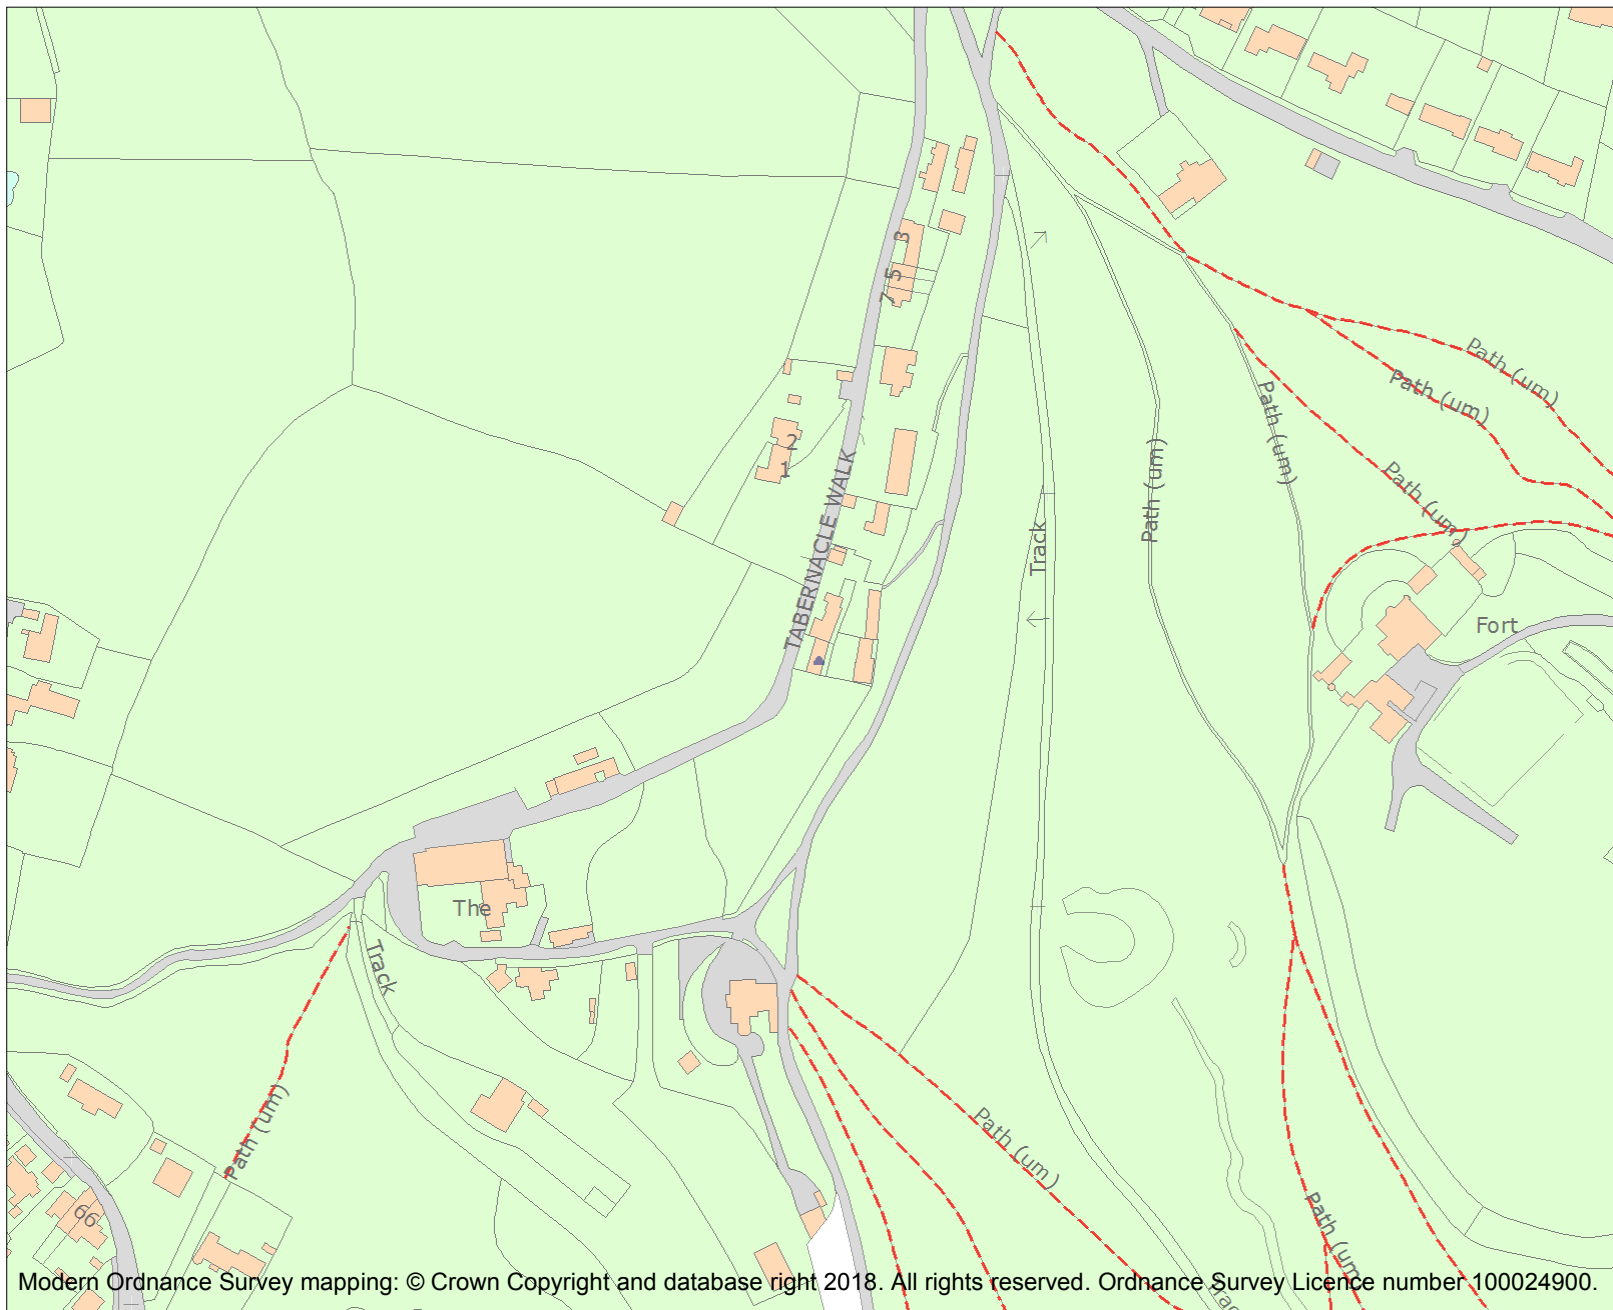 3
5
7
Path (um)
Path (um)
Path (um)
Path (um)
Path (um)
2
1
TABERNACLE WALK
Track
Fort
The
Track
Path (um)
Path (um)
Path (um)
66
Track
Modern Ordnance Survey mapping: © Crown Copyright and database right 2018. All rights reserved. Ordnance Survey Licence number 100024900.